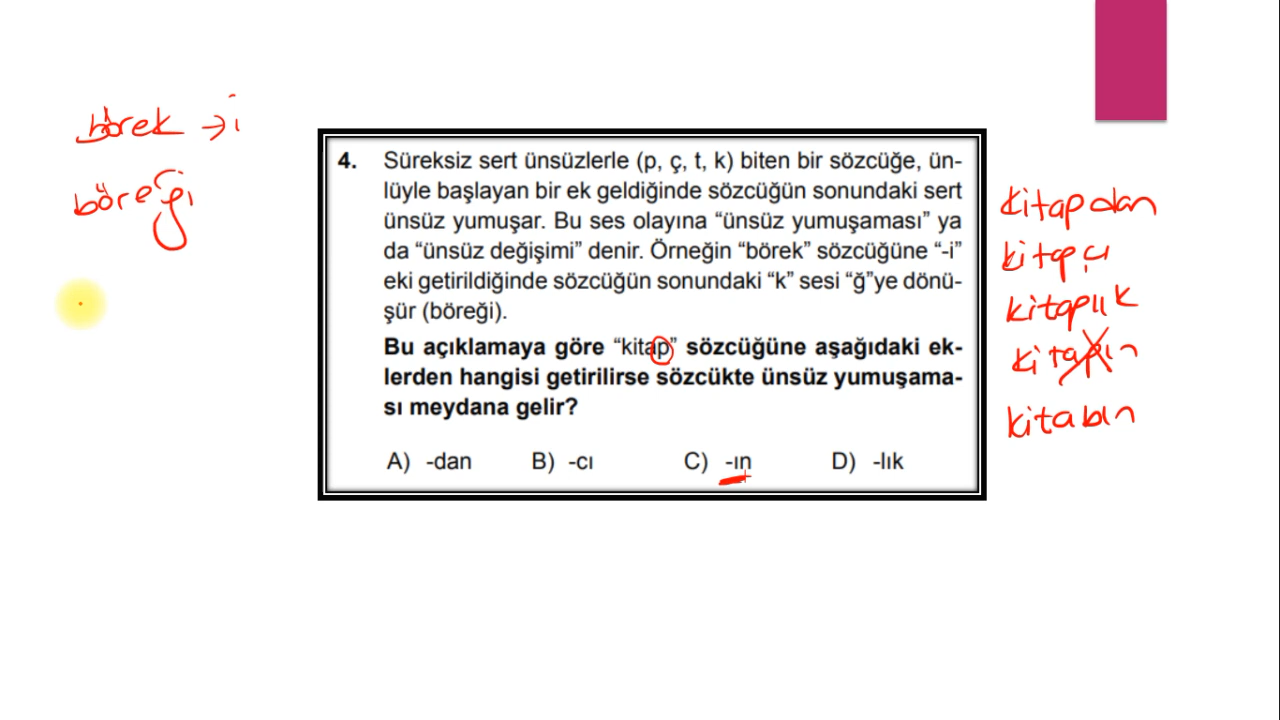 börek → i
böreği
4. Süreksiz sert ünsüzlerle (p, ç, t, k) biten bir sözcüğe, ün-
lüyle başlayan bir ek geldiğinde sözcüğün sonundaki sert
ünsüz yumuşar. Bu ses olayına “ünsüz yumuşaması” ya
da “ünsüz değişimi” denir. Örneğin “börek” sözcüğüne “-i”
eki getirildiğinde sözcüğün sonundaki “k” sesi “ğ”ye dönü-
şür (böreği).
Bu açıklamaya göre “kitap” sözcüğüne aşağıdaki ek-
lerden hangisi getirilirse sözcükte ünsüz yumuşama-
sı meydana gelir?
A) -dan B) -cı C) -ın D) -lık
kitapdan
kitapçı
kitaplık
kitapın
kitabın